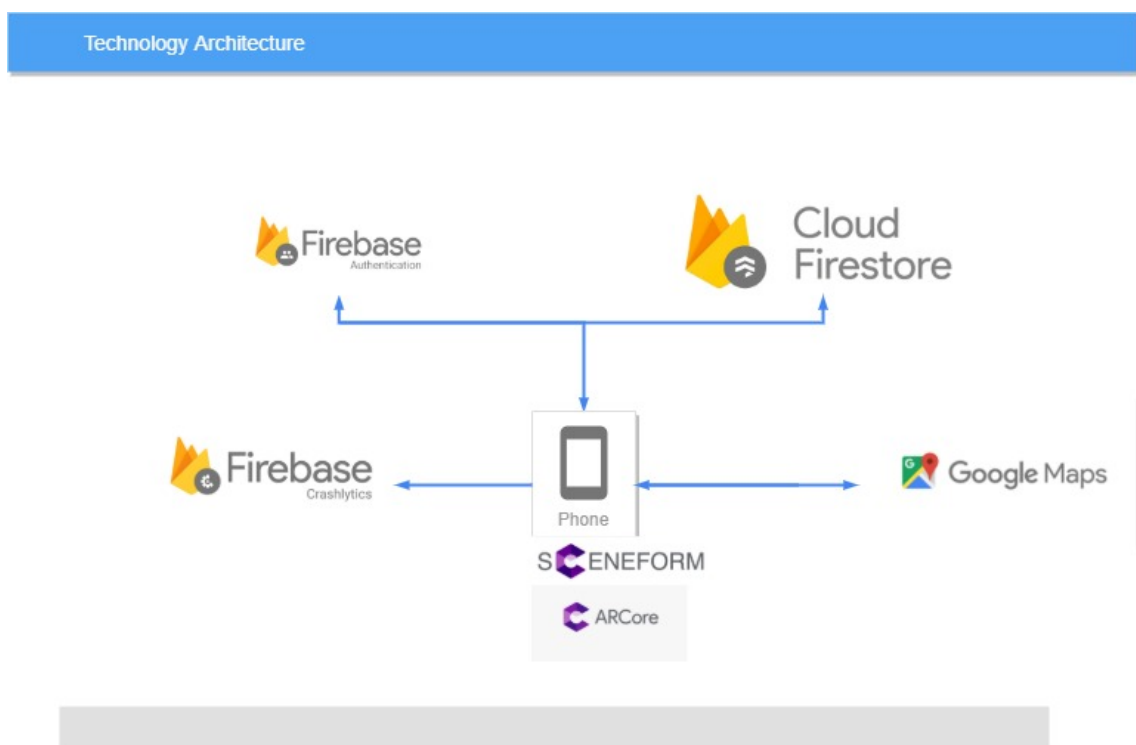 Technology Architecture
Firebase
Authentication
Cloud
Firestore
Firebase
Crashlytics
Phone
G
Google Maps
SCENEFORM
ARCore